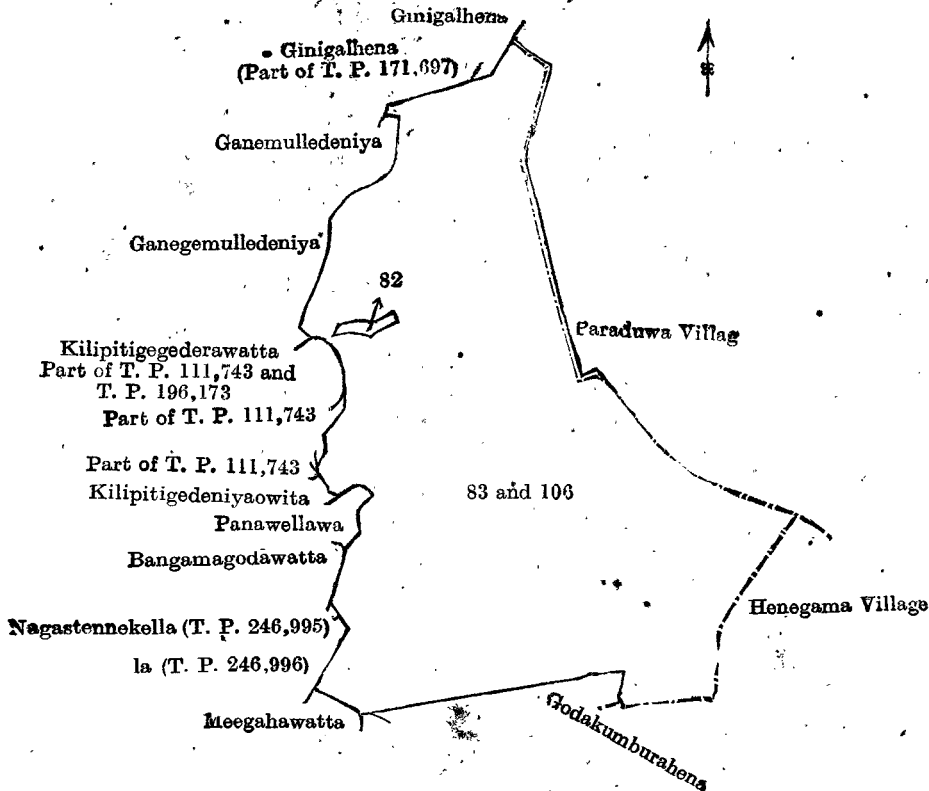 Ginigalhena
Ginigalhena
(Part of T. P. 171,697)
Ganemulledeniya
Ganegemulledeniya
82
Paraduwa Villag
Kilipitigegederawatta
Part of T. P. 111,743 and
T. P. 196,173
Part of T. P. 111,743
Part of T. P. 111,743
Kilipitigedeniyaowita
83 and 106
Panawellawa
Bangamagodawatta
Henegama Village
Nagastennekella (T. P. 246,995)
la (T. P. 246,996)
Meegahawatta
Godakumburahena